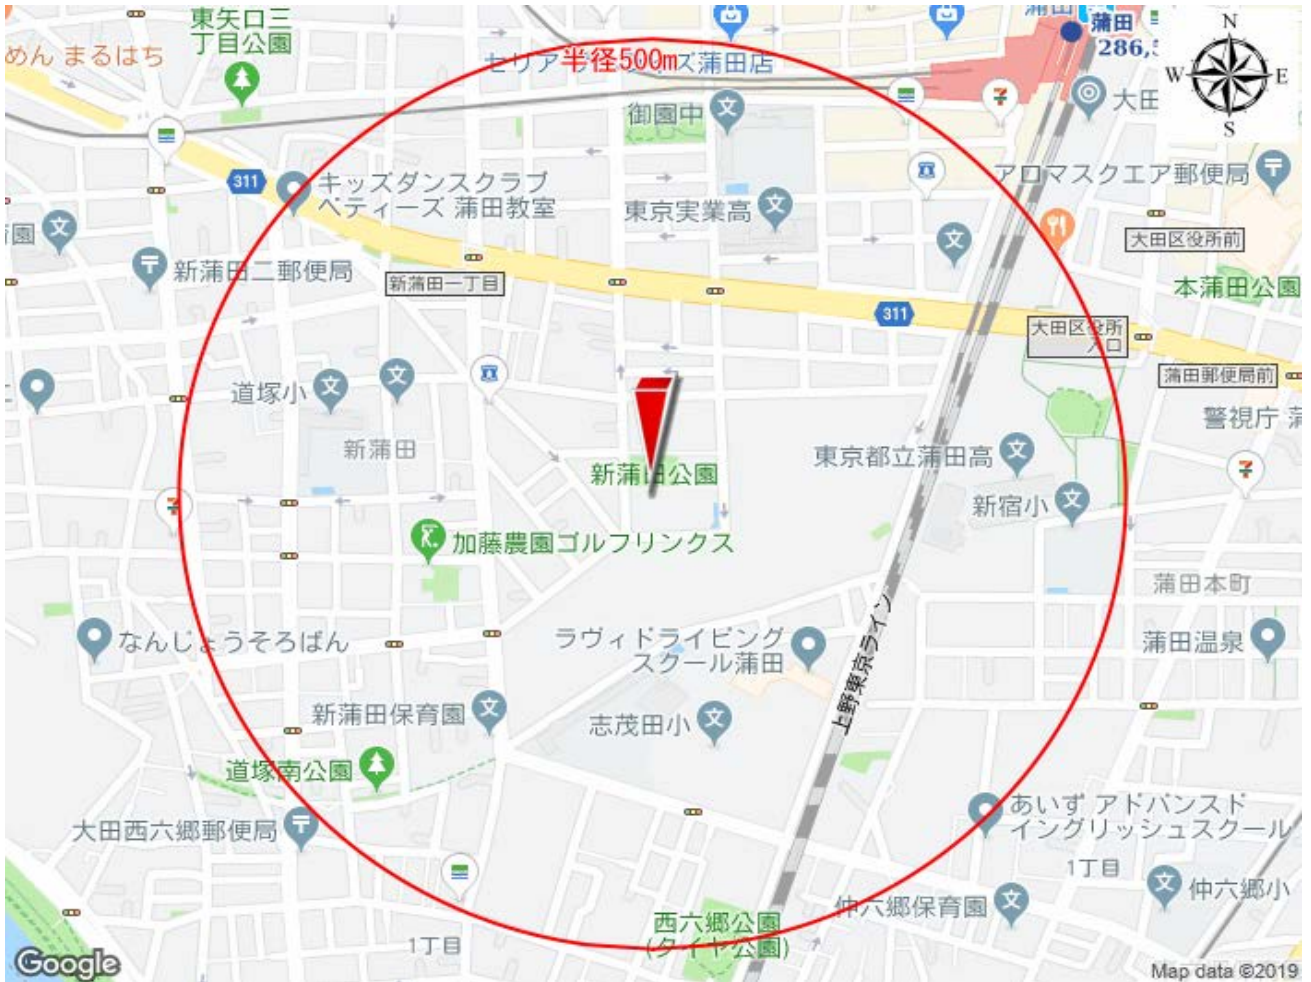 東矢口三
丁目公園
めん まるはち
蒲田
蒲田
286,5
半径500m
セリア
ズ蒲田店
N
W
E
S
御園中
大田
311
キッズダンスクラブ
ペティーズ 蒲田教室
東京実業高
アロマスクエア郵便局
園
新蒲田二郵便局
新蒲田一丁目
大田区役所前
本蒲田公園
311
大田区役所
入口
蒲田郵便局前
道塚小
警視庁 蒲
新蒲田
東京都立蒲田高
新蒲田公園
新宿小
加藤農園ゴルフリンクス
蒲田本町
なんじょうそろばん
ラヴィドライビング
スクール蒲田
蒲田温泉
上野東京ライン
新蒲田保育園
志茂田小
道塚南公園
大田西六郷郵便局
あいず アドバンスド
イングリッシュスクール
1丁目
仲六郷小
仲六郷保育園
西六郷公園
(タイヤ公園)
1丁目
Google
Map data ©2019